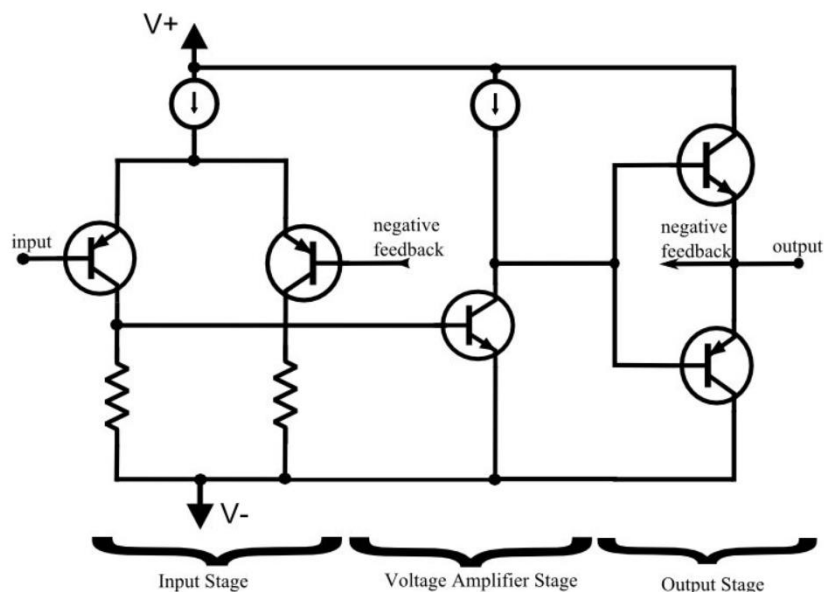 V+
input
negative
feedback
negative
feedback
output
V-
Input Stage
Voltage Amplifier Stage
Output Stage